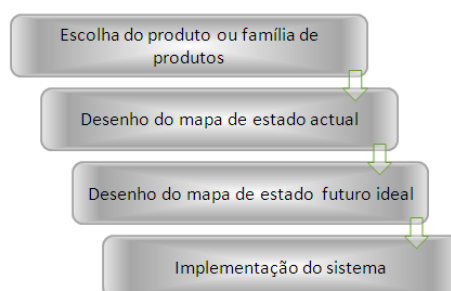 Escolha do produto ou família de
produtos
Desenho do mapa de estado actual
Desenho do mapa de estado futuro ideal
Implementação do sistema